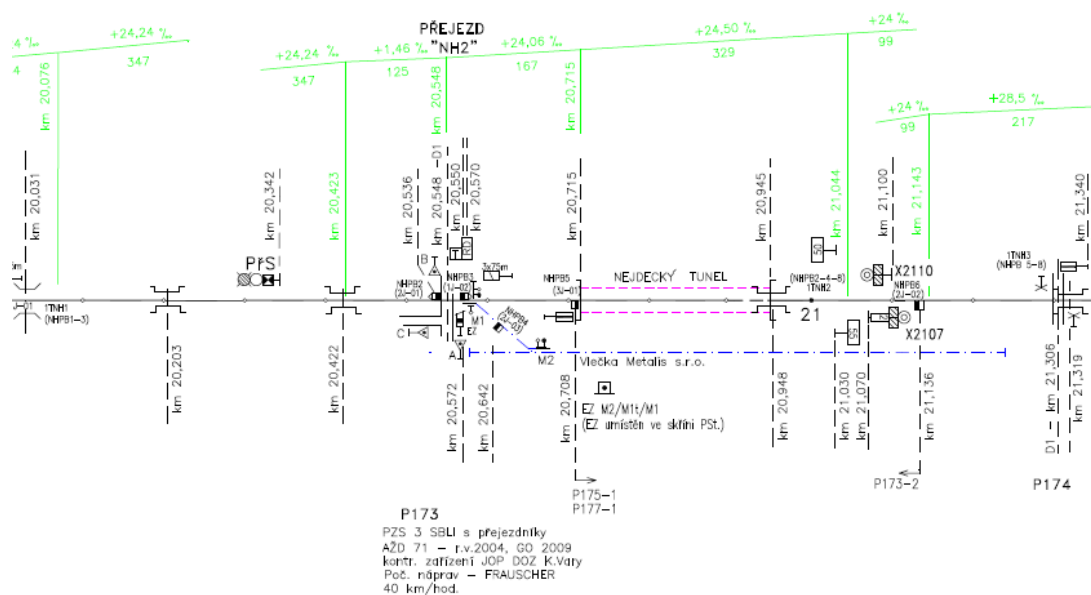 PŘEJEZD
"NH2"
4 ‰
4
+24,24 ‰
347
+24,24 ‰
347
+1,46 ‰
125
+24,06 ‰
167
+24,50 ‰
329
+24 ‰
99
+24 ‰
99
+28,5 ‰
217
km 20,031
km 20,076
km 20,342
km 20,423
km 20,536
km 20,548
km 20,548 -D1
km 20,550
km 20,570
km 20,715
km 20,715
km 20,945
km 21,044
km 21,100
km 21,143
km 21,340
PřS
B
RD
3x75m
NHPB2
(2J-01)
NHPB3
(1J-02)
NHPB5
(3J-01)
NEJDECKÝ TUNEL
(NHPB2-4-8)
1TNH2
50
X2110
NHPB6
(2J-02)
1TNH3
(NHPB 5-8)
J-01
1TNH1
(NHPB1-3)
NHPB4
(2J-03)
M1
EZ
C
A
M2
Vlečka Metalis s.r.o.
21
55
2
X2107
km 20,203
km 20,422
km 20,572
km 20,642
km 20,708
km 20,948
km 21,030
km 21,070
km 21,136
D1 - km 21,306
km 21,319
EZ M2/M1t/M1
(EZ umístěn ve skříni PSt.)
P175-1
P177-1
P173-2
P174
P173
PZS 3 SBLI s přejezdníky
AŽD 71 - r.v.2004, GO 2009
kontr. zařízení JOP DOZ K.Vary
Poč. náprav - FRAUSCHER
40 km/hod.